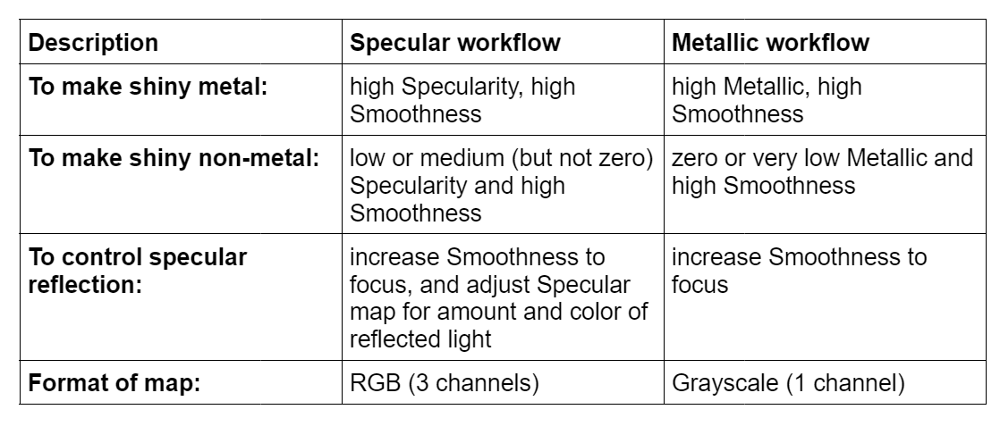 Description
Specular workflow
Metallic workflow
To make shiny metal:
high Specularity, high
Smoothness
high Metallic, high
Smoothness
To make shiny non-metal:
low or medium (but not zero)
Specularity and high
Smoothness
zero or very low Metallic and
high Smoothness
To control specular
reflection:
increase Smoothness to
focus, and adjust Specular
map for amount and color of
reflected light
increase Smoothness to
focus
Format of map:
RGB (3 channels)
Grayscale (1 channel)